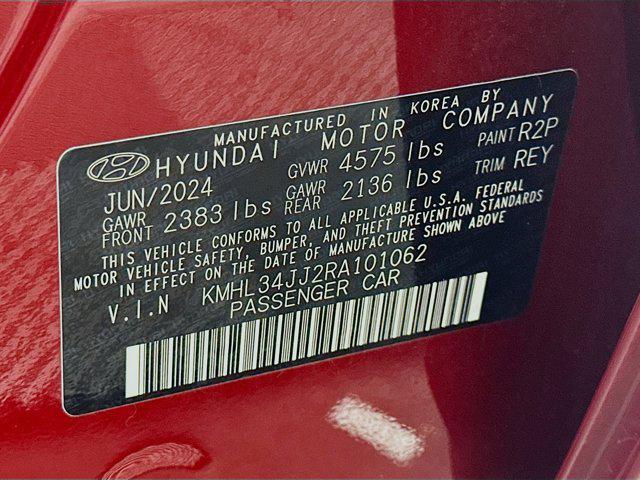 MANUFACTURED IN KOREA BY
HYUNDAI MOTOR COMPANY
JUN/2024 GVWR 4575 lbs PAINT R2P
GAWR FRONT 2383 lbs GAWR REAR 2136 lbs TRIM REY
THIS VEHICLE CONFORMS TO ALL APPLICABLE U.S.A. FEDERAL
MOTOR VEHICLE SAFETY, BUMPER, AND THEFT PREVENTION STANDARDS
IN EFFECT ON THE DATE OF MANUFACTURE SHOWN ABOVE
V.I.N KMHL34JJ2RA101062
PASSENGER CAR